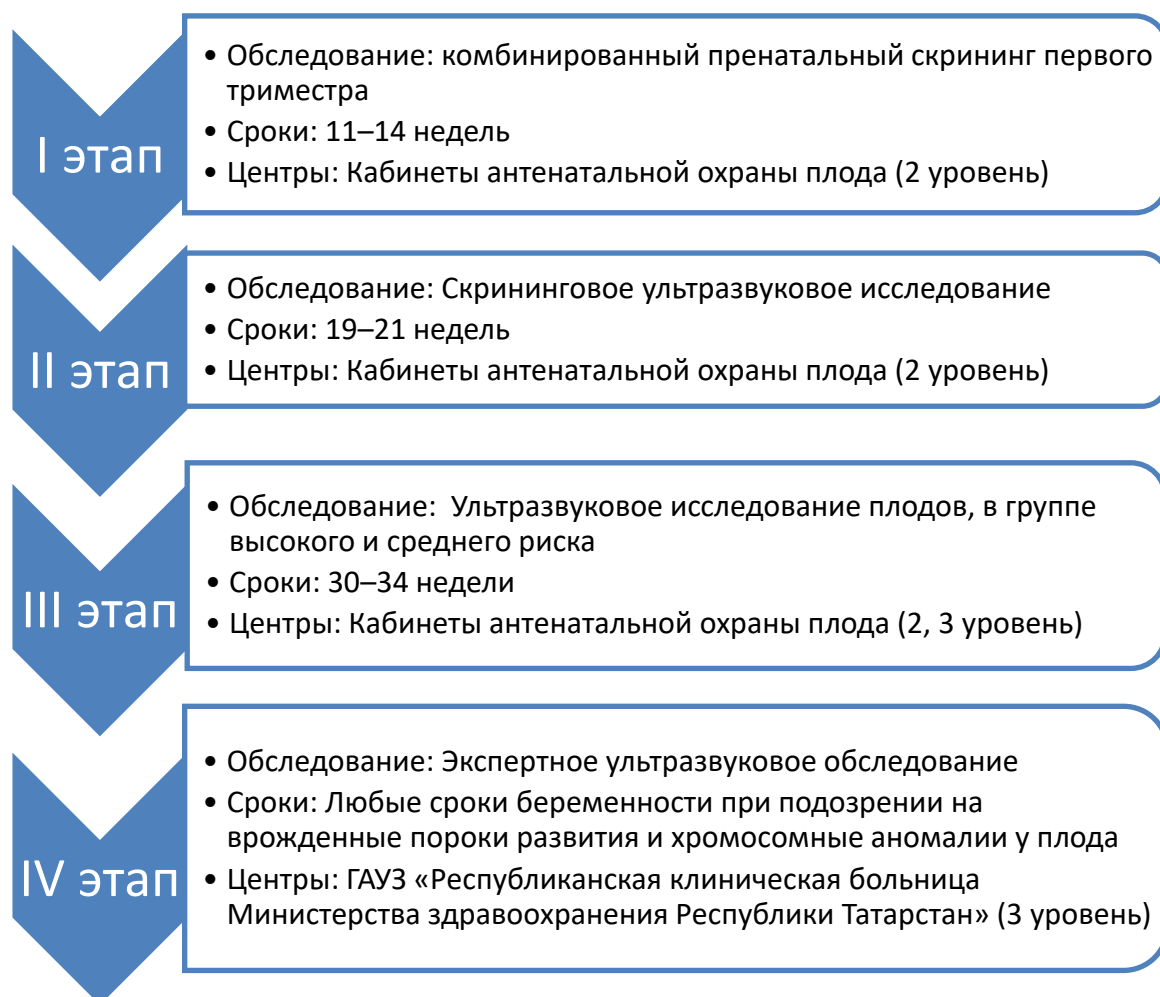 I этап
• Обследование: комбинированный пренатальный скрининг первого
триместра
• Сроки: 11–14 недель
• Центры: Кабинеты антенатальной охраны плода (2 уровень)
II этап
• Обследование: Скрининговое ультразвуковое исследование
• Сроки: 19–21 недель
• Центры: Кабинеты антенатальной охраны плода (2 уровень)
III этап
• Обследование: Ультразвуковое исследование плодов, в группе
высокого и среднего риска
• Сроки: 30–34 недели
• Центры: Кабинеты антенатальной охраны плода (2, 3 уровень)
IV этап
• Обследование: Экспертное ультразвуковое обследование
• Сроки: Любые сроки беременности при подозрении на
врожденные пороки развития и хромосомные аномалии у плода
• Центры: ГАУЗ «Республиканская клиническая больница
Министерства здравоохранения Республики Татарстан» (3 уровень)